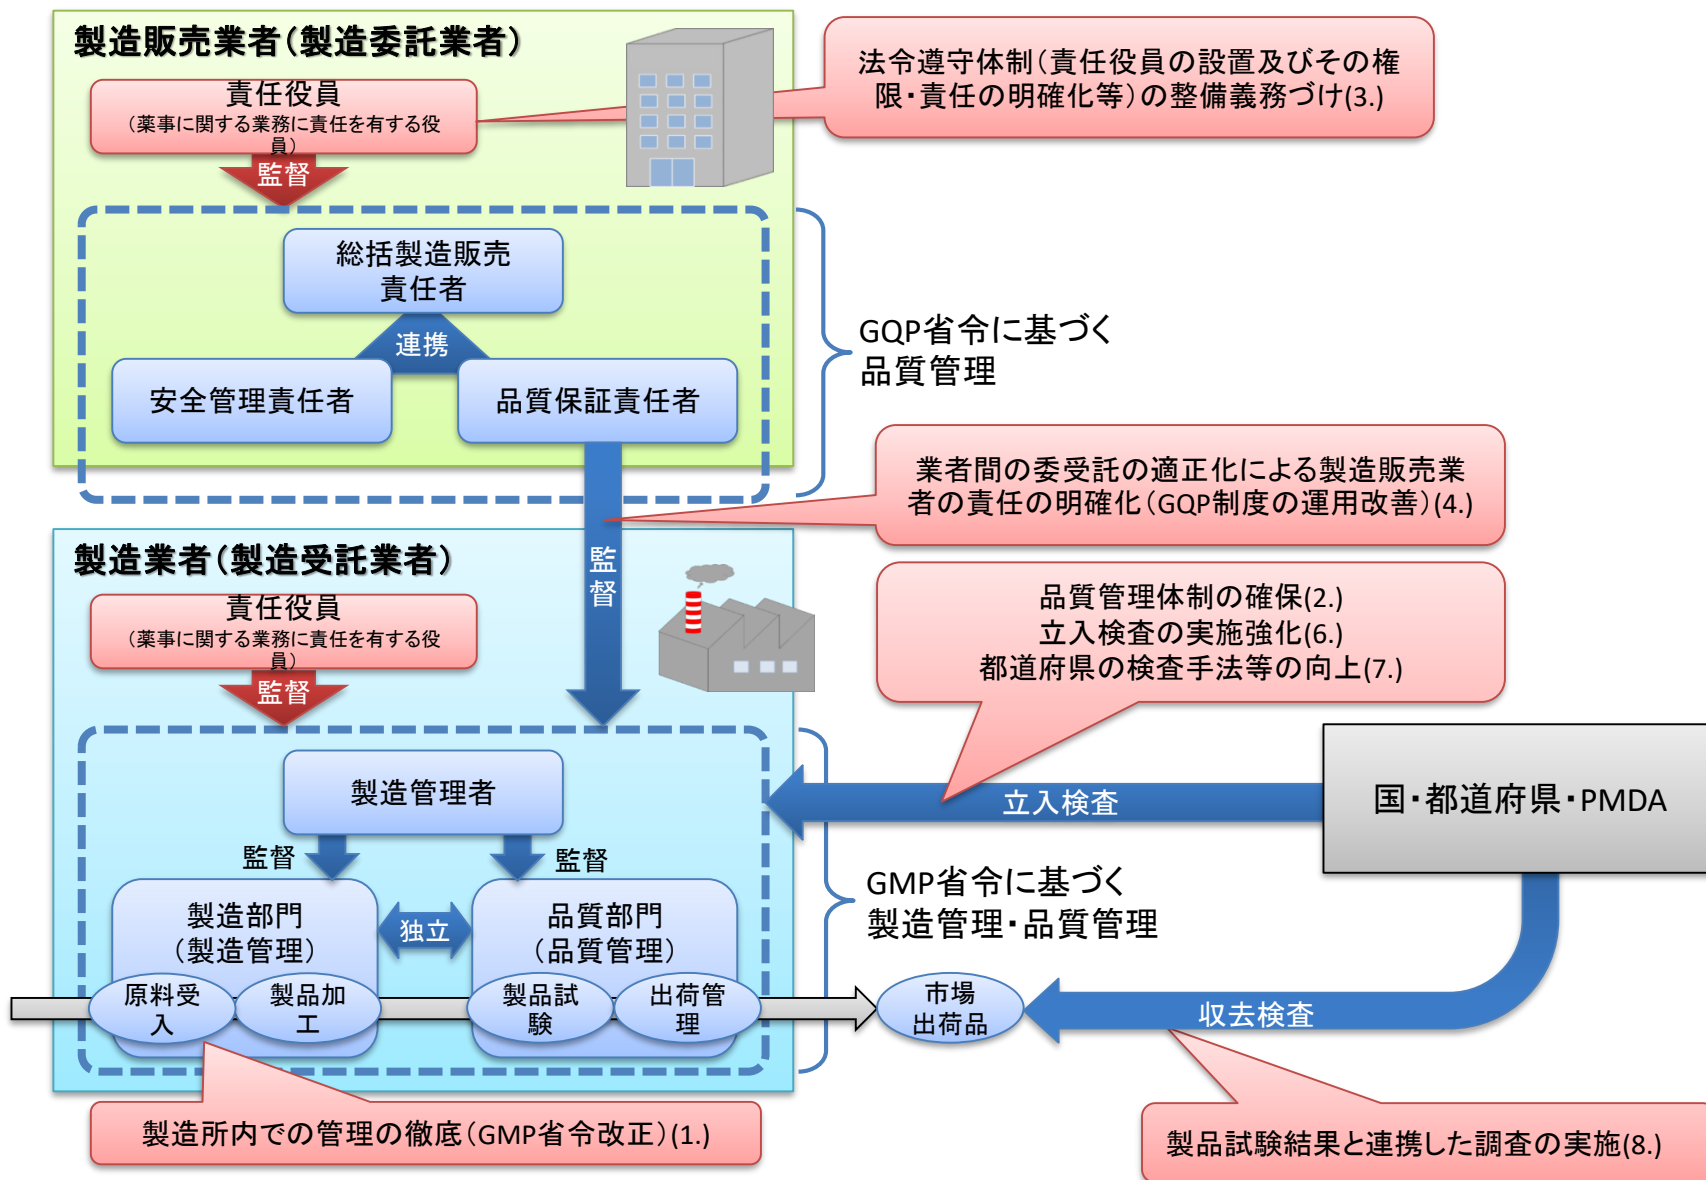 製造販売業者（製造委託業者）
責任役員
（薬事に関する業務に責任を有する役
員）
監督
法令遵守体制（責任役員の設置及びその権
限・責任の明確化等）の整備義務づけ(3.)
総括製造販売
責任者
連携
安全管理責任者
品質保証責任者
GQP省令に基づく
品質管理
業者間の委受託の適正化による製造販売業
者の責任の明確化（GQP制度の運用改善）(4.)
監
督
製造業者（製造受託業者）
責任役員
（薬事に関する業務に責任を有する役
員）
監督
品質管理体制の確保(2.)
立入検査の実施強化(6.)
都道府県の検査手法等の向上(7.)
製造管理者
監督
監督
立入検査
国・都道府県・PMDA
製造部門
（製造管理）
独立
品質部門
（品質管理）
GMP省令に基づく
製造管理・品質管理
原料受
入
製品加
工
製品試
験
出荷管
理
市場
出荷品
収去検査
製造所内での管理の徹底（GMP省令改正）(1.)
製品試験結果と連携した調査の実施(8.)